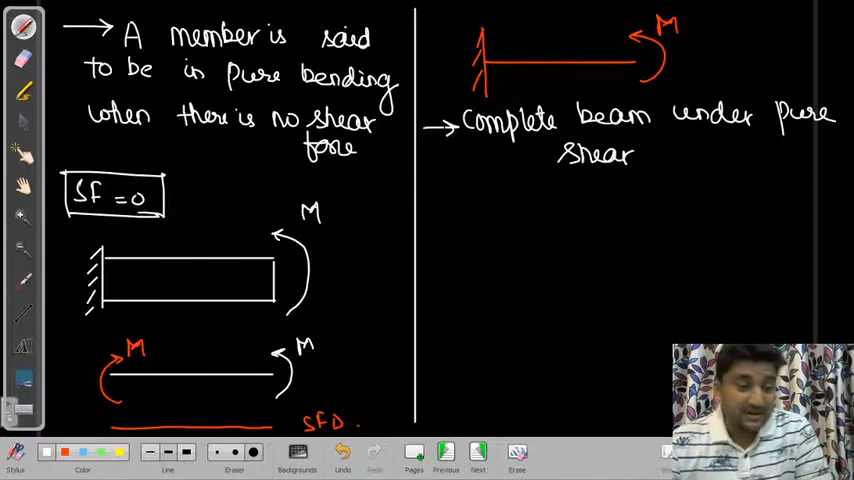 → A member is said
to be in pure bending
when there is no shear
force
SF = 0
M
M
M
SFD.
M
→ Complete beam under pure
shear
Stylus
Color
Line
Eraser
Backgrounds
Undo
Redo
Pages
Previous
Next
Erase